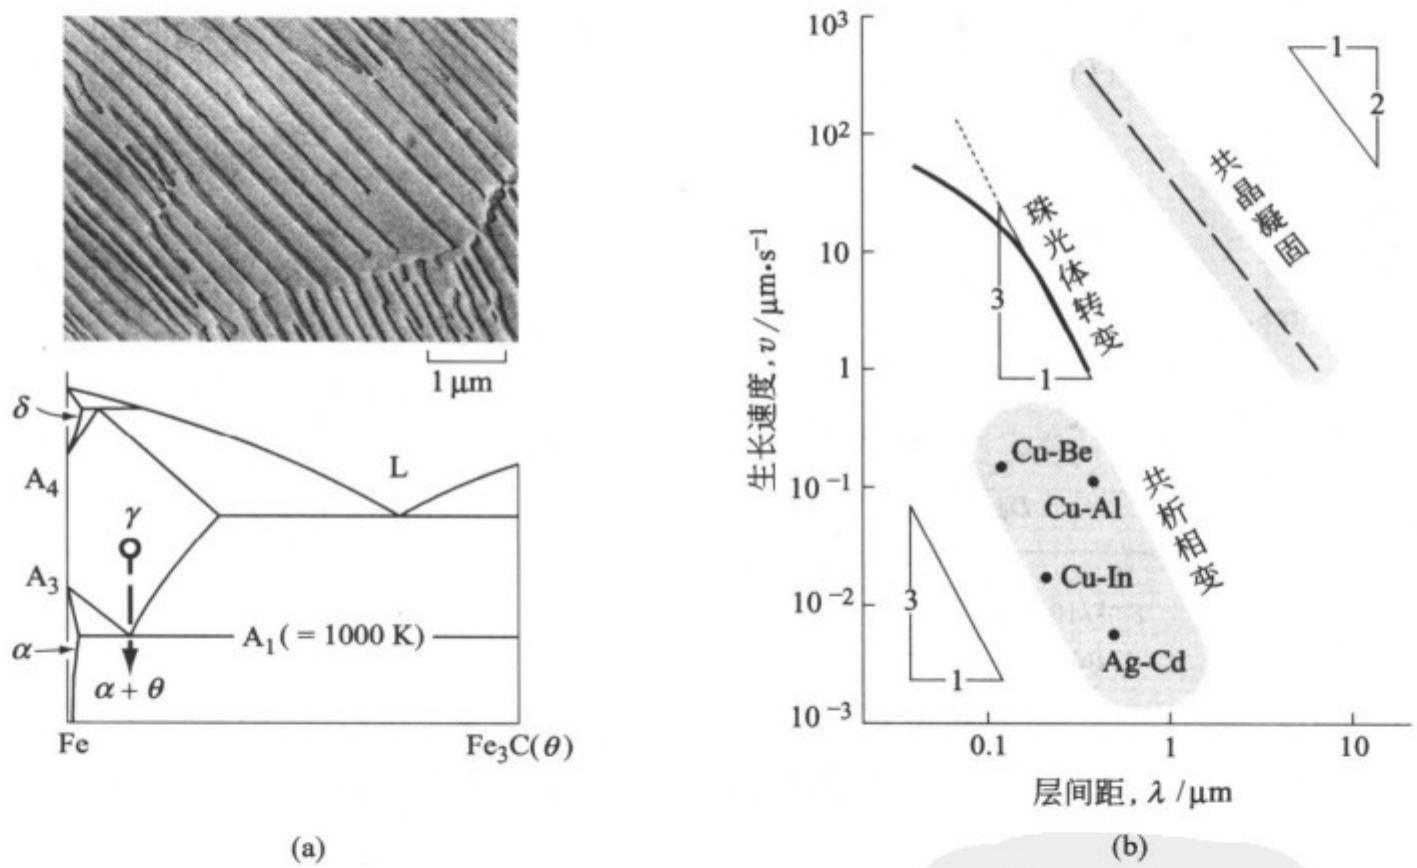 1 μm
δ
A₄
L
γ
A₃
α
A₁(= 1000 K)
α + θ
Fe
Fe₃C(θ)
(a)
生长速度, v /μm·s⁻¹
10³
10²
10
1
10⁻¹
10⁻²
10⁻³
1
2
共晶凝固
珠光体转变
3
1
Cu-Be
Cu-Al
Cu-In
Ag-Cd
共析相变
3
1
0.1
1
10
层间距, λ /μm
(b)